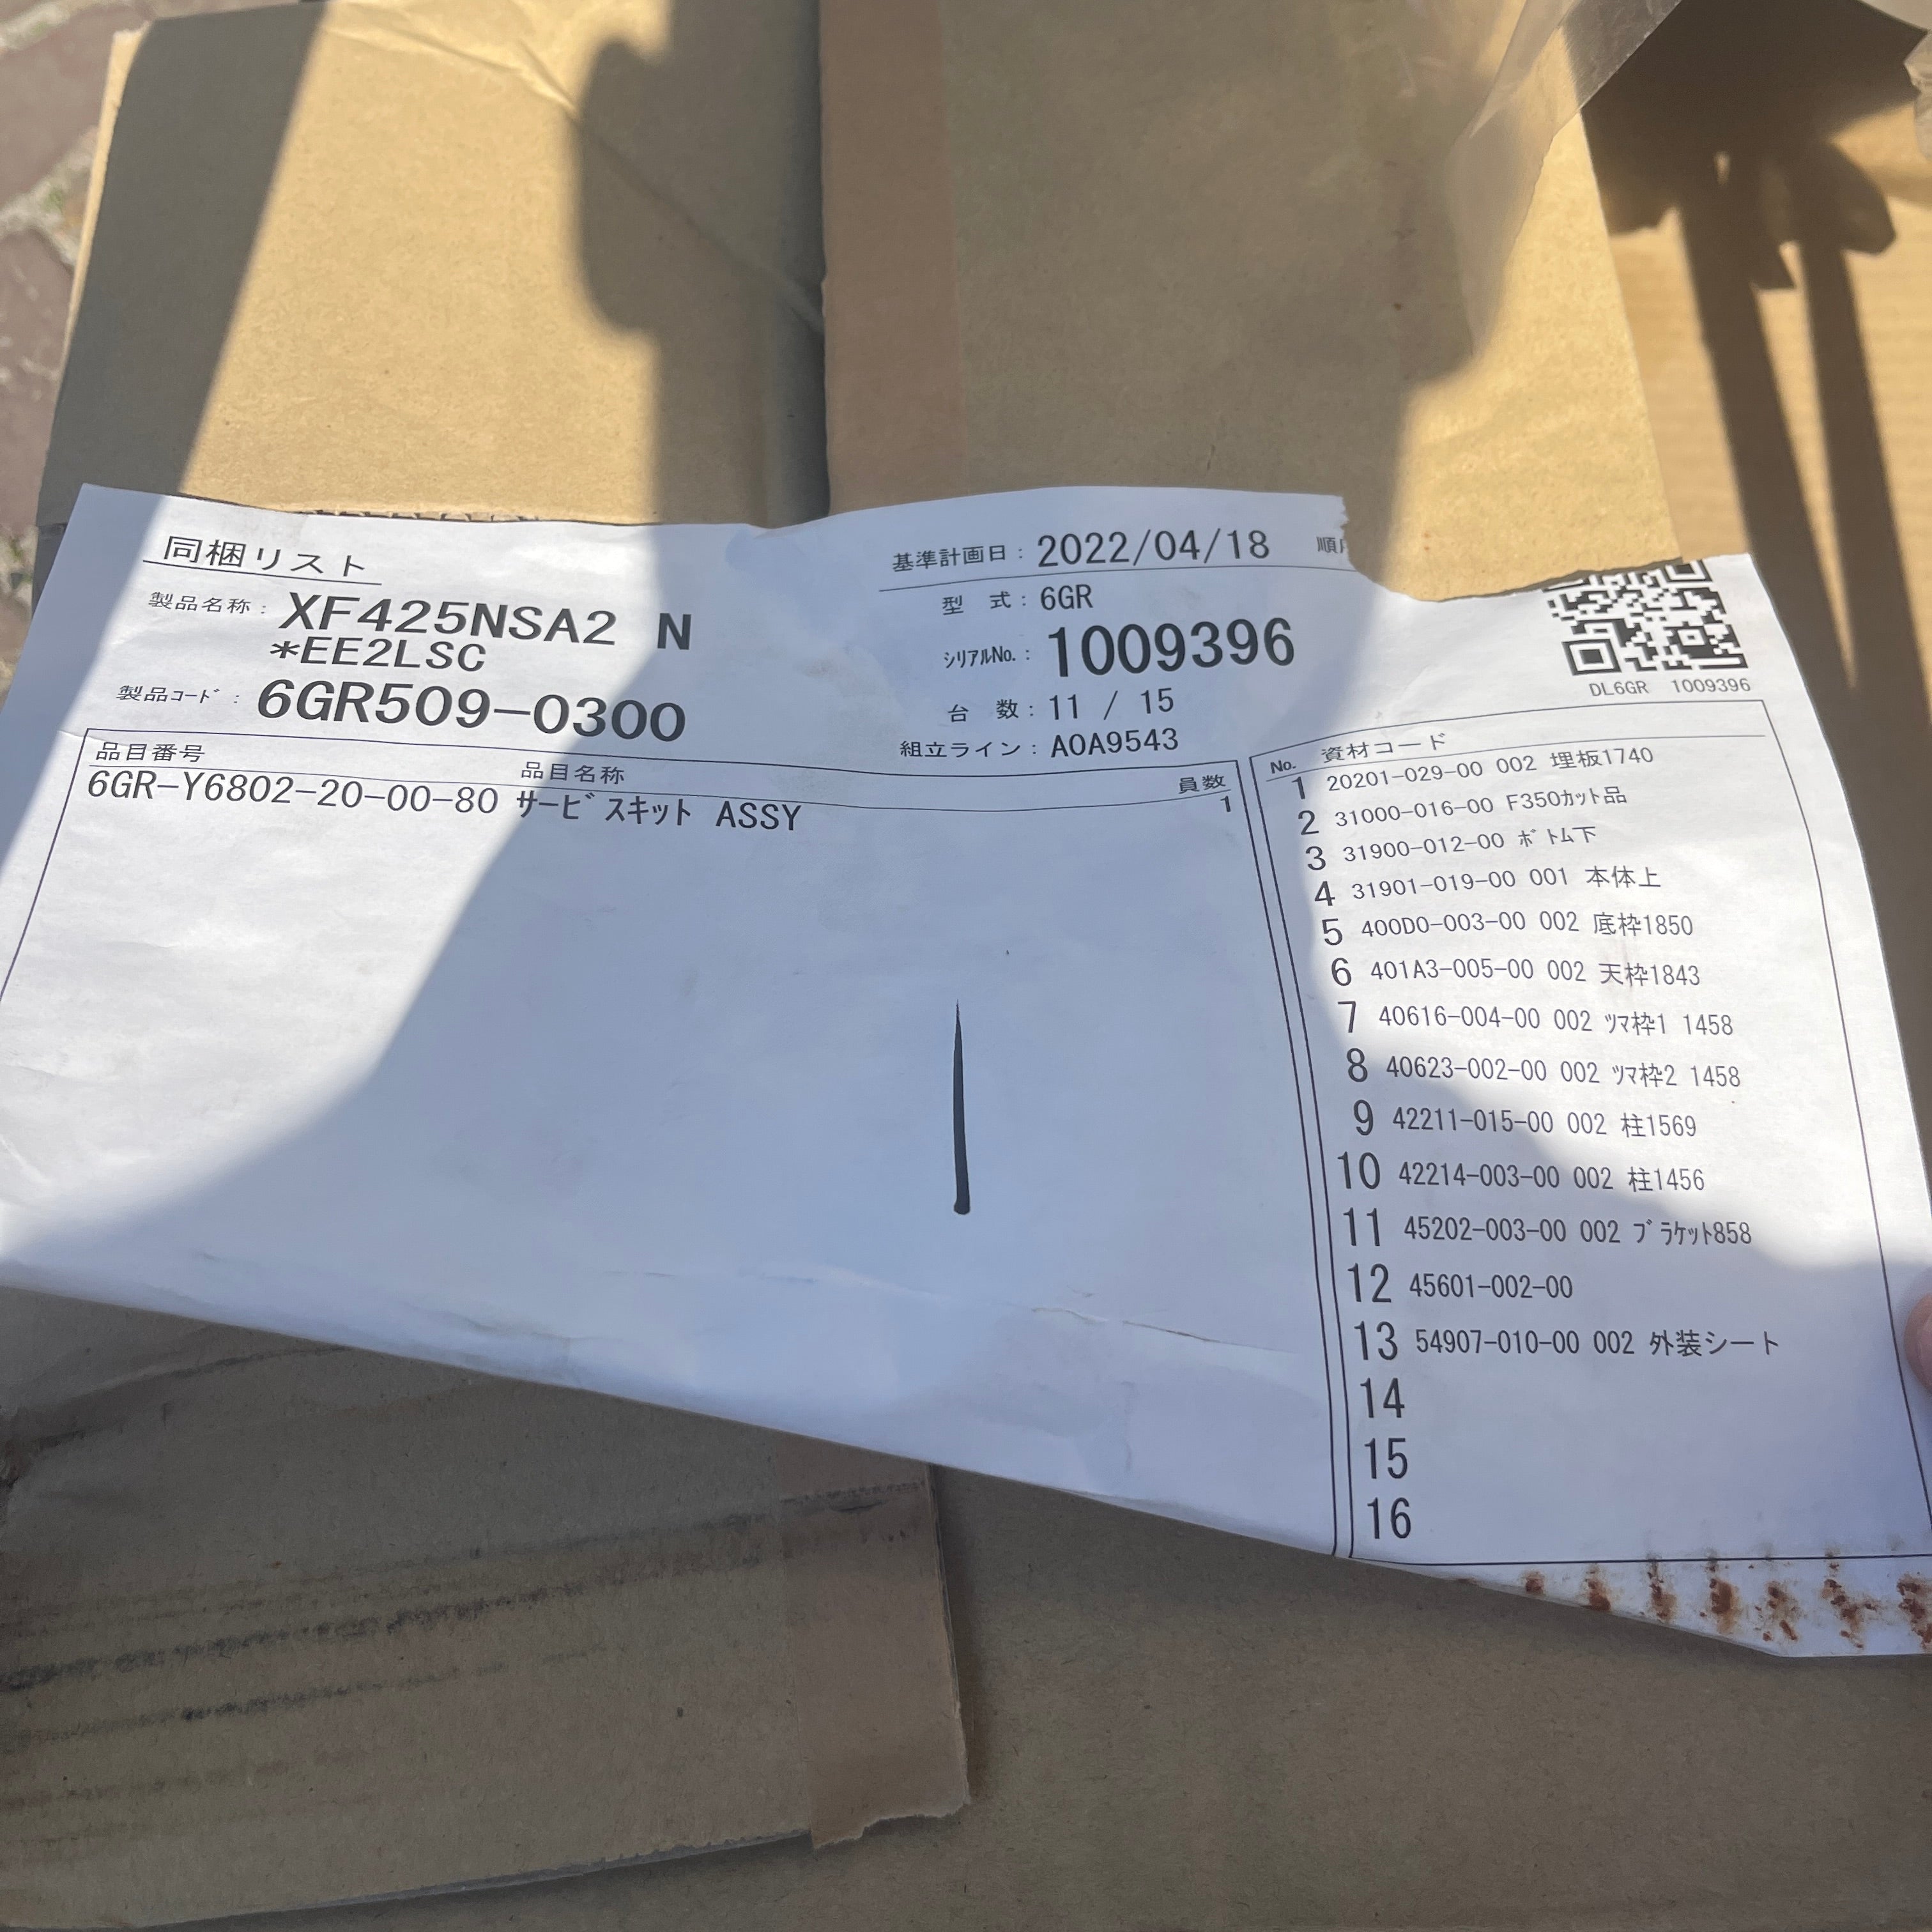 同梱リスト
基準計画日：2022/04/18
製品名称：XF425NSA2 N
*EE2LSC
型 式：6GR
シリアルNo.：1009396
製品コード：6GR509-0300
台 数：11 / 15
組立ライン：A0A9543
DL6GR 1009396
品目番号 品目名称 員数
6GR-Y6802-20-00-80 サービスキット ASSY 1
No. 資材コード
1 20201-029-00 002 埋板1740
2 31000-016-00 F350カット品
3 31900-012-00 ボトム下
4 31901-019-00 001 本体上
5 400D0-003-00 002 底枠1850
6 401A3-005-00 002 天枠1843
7 40616-004-00 002 ツマ枠1 1458
8 40623-002-00 002 ツマ枠2 1458
9 42211-015-00 002 柱1569
10 42214-003-00 002 柱1456
11 45202-003-00 002 ブラケット858
12 45601-002-00
13 54907-010-00 002 外装シート
14
15
16